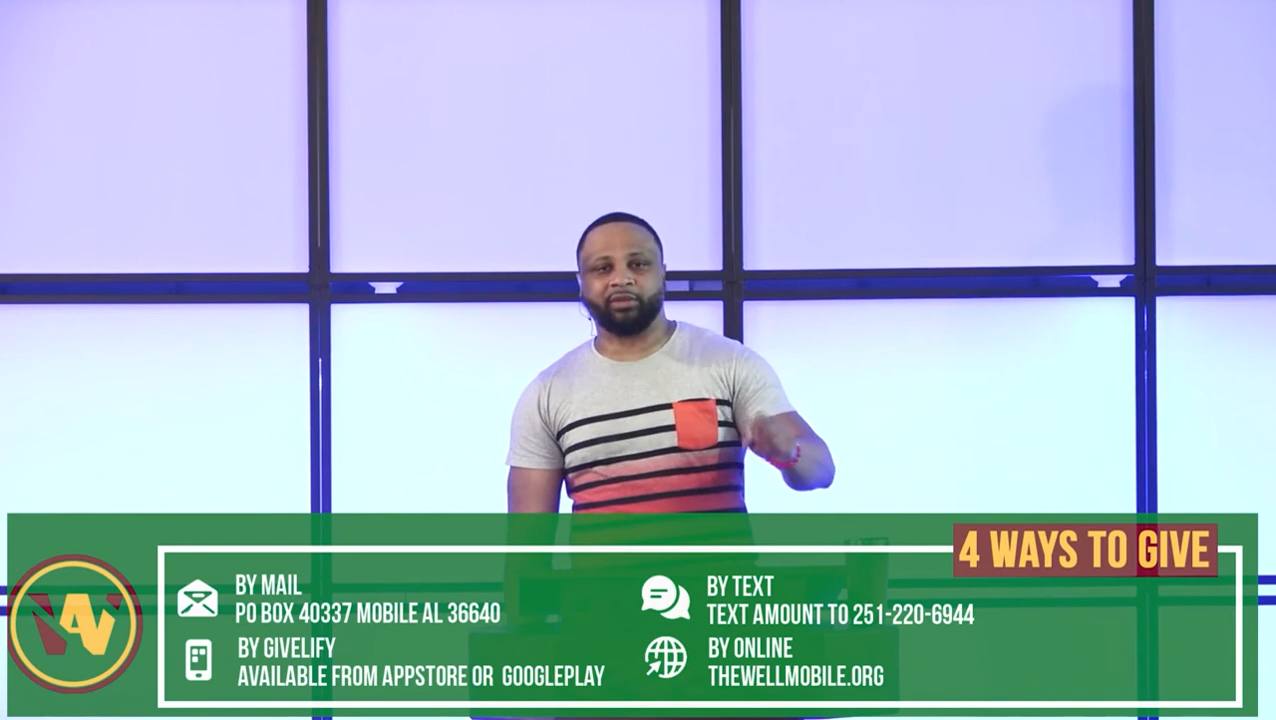 4 WAYS TO GIVE
BY MAIL
PO BOX 40337 MOBILE AL 36640
BY TEXT
TEXT AMOUNT TO 251-220-6944
BY GIVELIFY
AVAILABLE FROM APPSTORE OR GOOGLEPLAY
BY ONLINE
THEWELLMOBILE.ORG